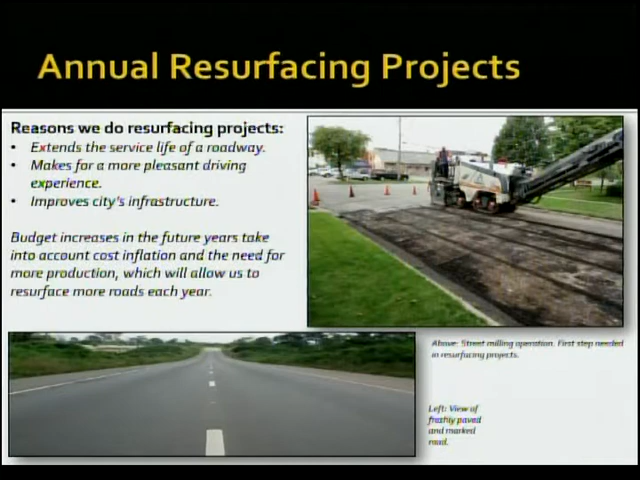 Annual Resurfacing Projects
Reasons we do resurfacing projects:
• Extends the service life of a roadway.
• Makes for a more pleasant driving
experience.
• Improves city's infrastructure.
Budget increases in the future years take
into account cost inflation and the need for
more production, which will allow us to
resurface more roads each year.
Above: Street milling operation. First step needed
in resurfacing projects.
Left: View of
freshly paved
and marked
road.